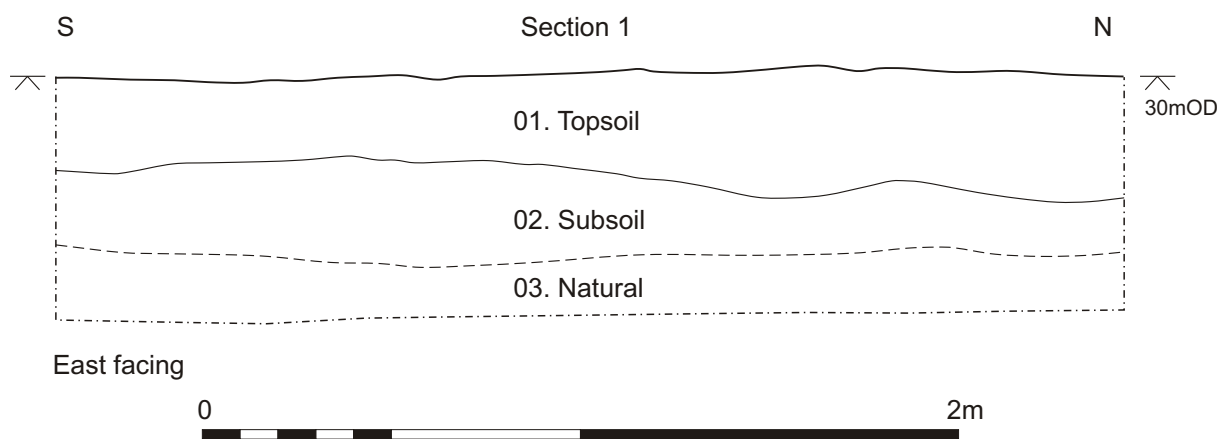 S Section 1 N
30mOD
01. Topsoil
02. Subsoil
03. Natural
East facing
0 2m